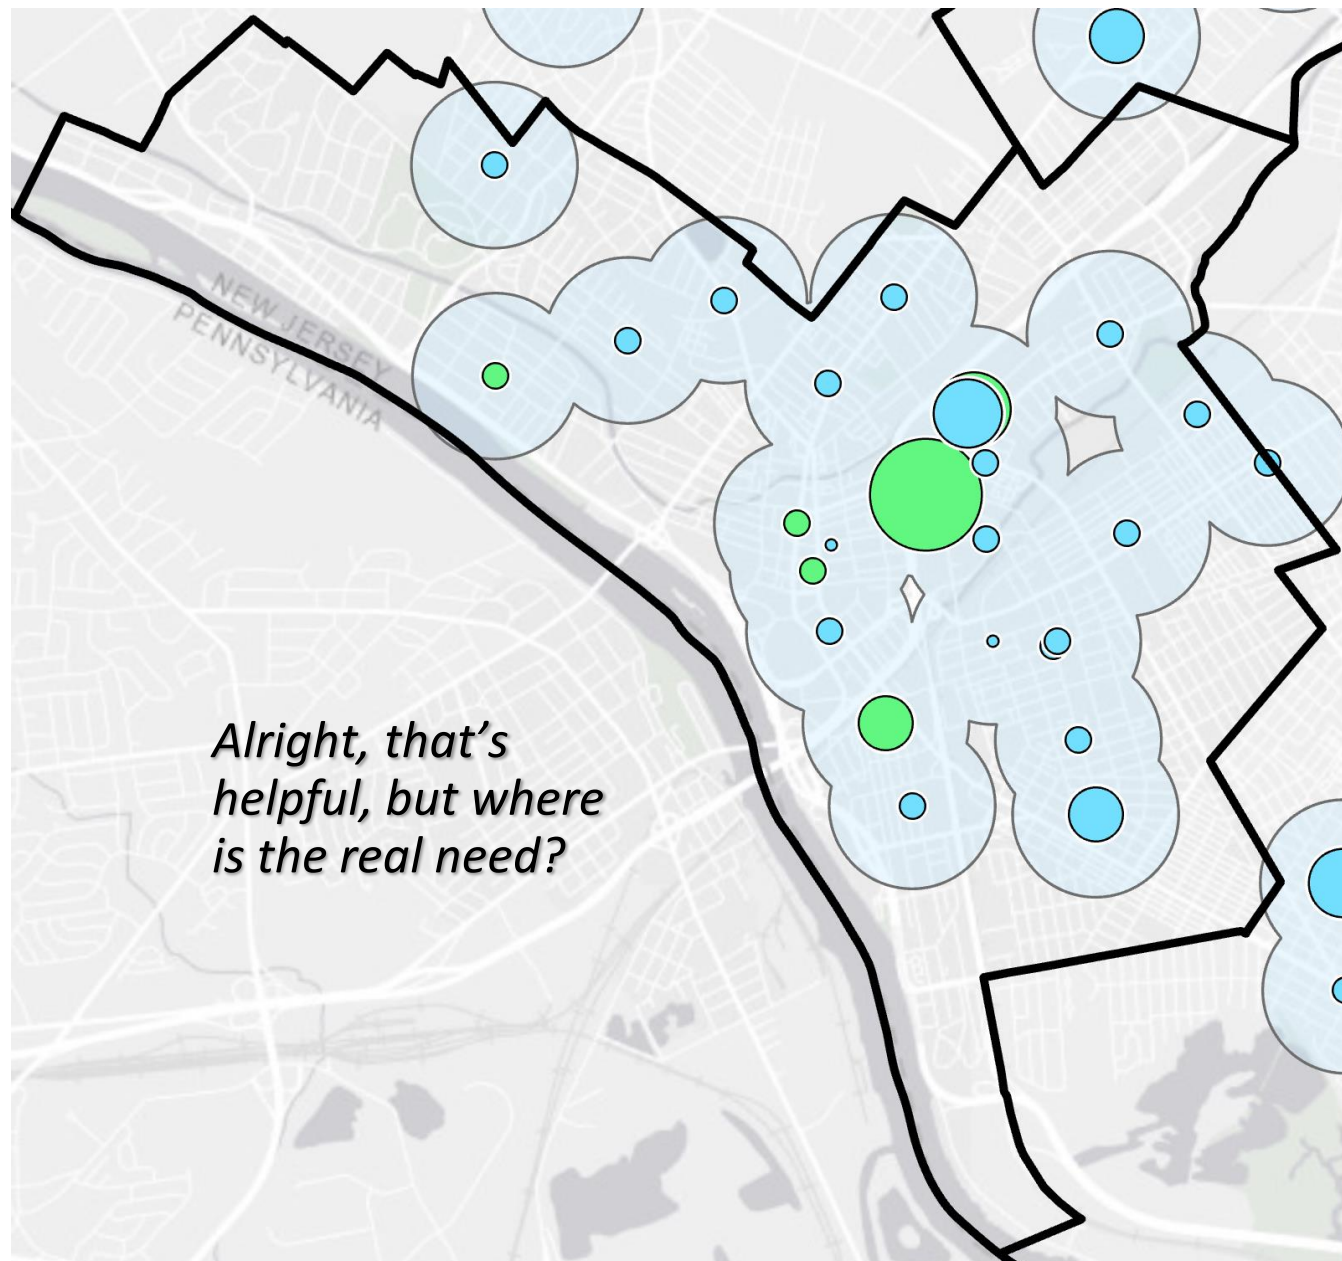 NEW JERSEY
PENNSYLVANIA
Alright, that’s
helpful, but where
is the real need?